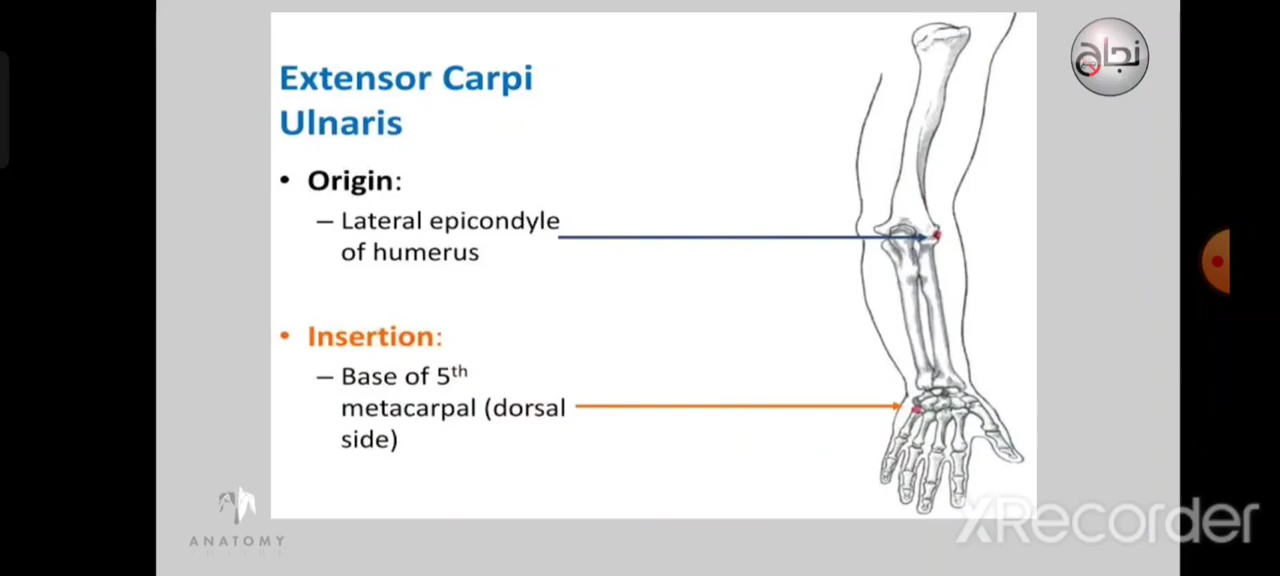 نجاح
Extensor Carpi
Ulnaris
• Origin:
– Lateral epicondyle
of humerus
• Insertion:
– Base of 5th
metacarpal (dorsal
side)
ANATOMY
XRecorder